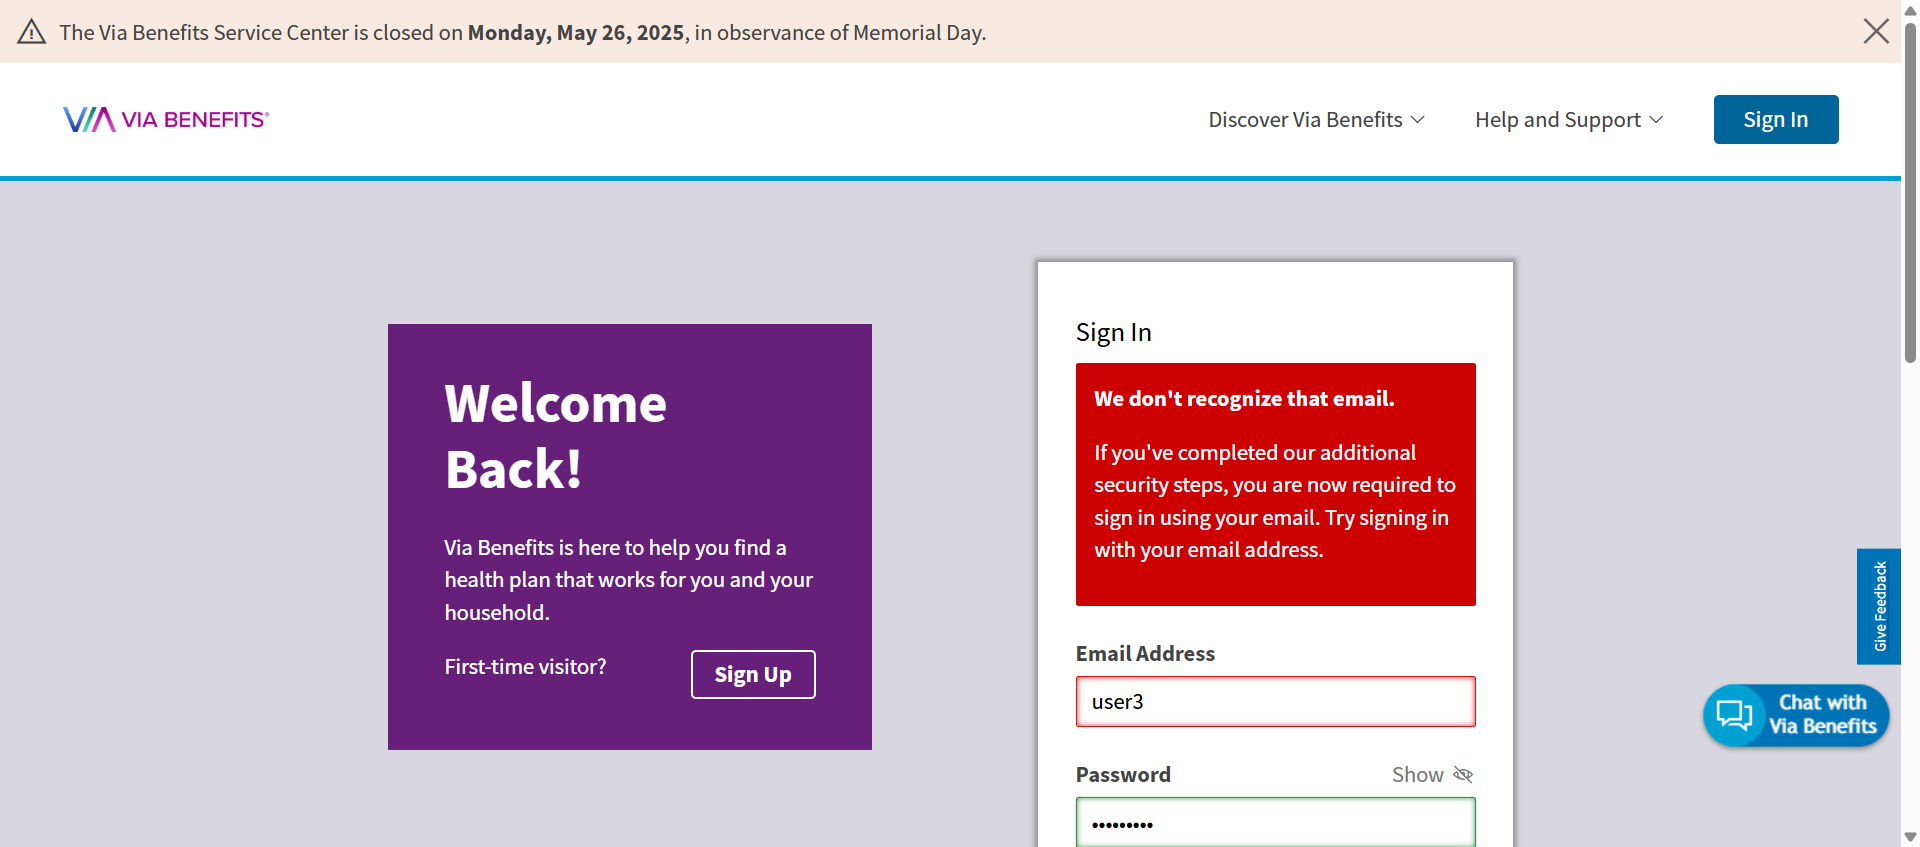 The Via Benefits Service Center is closed on Monday, May 26, 2025, in observance of Memorial Day.
VIA VIA BENEFITS®
Discover Via Benefits
Help and Support
Sign In
Welcome
Back!
Via Benefits is here to help you find a
health plan that works for you and your
household.
First-time visitor?
Sign Up
Sign In
We don't recognize that email.
If you've completed our additional
security steps, you are now required to
sign in using your email. Try signing in
with your email address.
Email Address
user3
Password
Show
•••••••••
Give Feedback
Chat with
Via Benefits